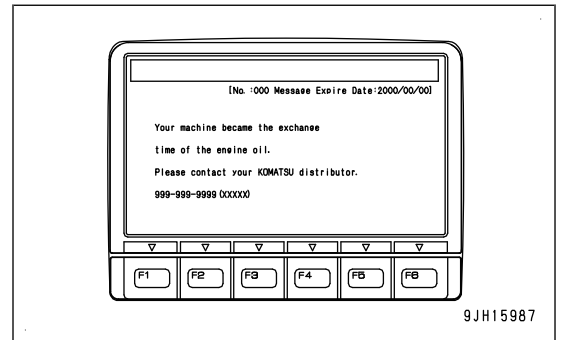 [No. :000 Message Expire Date:2000/00/00]
Your machine became the exchange
time of the engine oil.
Please contact your KOMATSU distributor.
999-999-9999 (XXXXX)
F1 F2 F3 F4 F5 F6
9JH15987